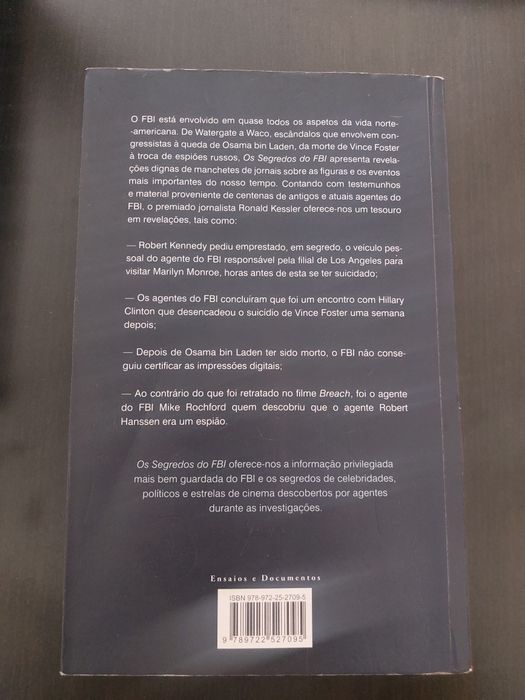 O FBI está envolvido em quase todos os aspetos da vida norte-
-americana. De Watergate a Waco, escândalos que envolvem con-
gressistas à queda de Osama bin Laden, da morte de Vince Foster
à troca de espiões russos, Os Segredos do FBI apresenta revela-
ções dignas de manchetes de jornais sobre as figuras e os eventos
mais importantes do nosso tempo. Contando com testemunhos
e material proveniente de centenas de antigos e atuais agentes do
FBI, o premiado jornalista Ronald Kessler oferece-nos um tesouro
em revelações, tais como:
— Robert Kennedy pediu emprestado, em segredo, o veículo pes-
soal do agente do FBI responsável pela filial de Los Angeles para
visitar Marilyn Monroe, horas antes de esta se ter suicidado;
— Os agentes do FBI concluíram que foi um encontro com Hillary
Clinton que desencadeou o suicídio de Vince Foster uma semana
depois;
— Depois de Osama bin Laden ter sido morto, o FBI não conse-
guiu certificar as impressões digitais;
— Ao contrário do que foi retratado no filme Breach, foi o agente
do FBI Mike Rochford quem descobriu que o agente Robert
Hanssen era um espião.
Os Segredos do FBI oferece-nos a informação privilegiada
mais bem guardada do FBI e os segredos de celebridades,
políticos e estrelas de cinema descobertos por agentes
durante as investigações.
Ensaios e Documentos
ISBN 978-972-25-2709-5
9 789722 527095